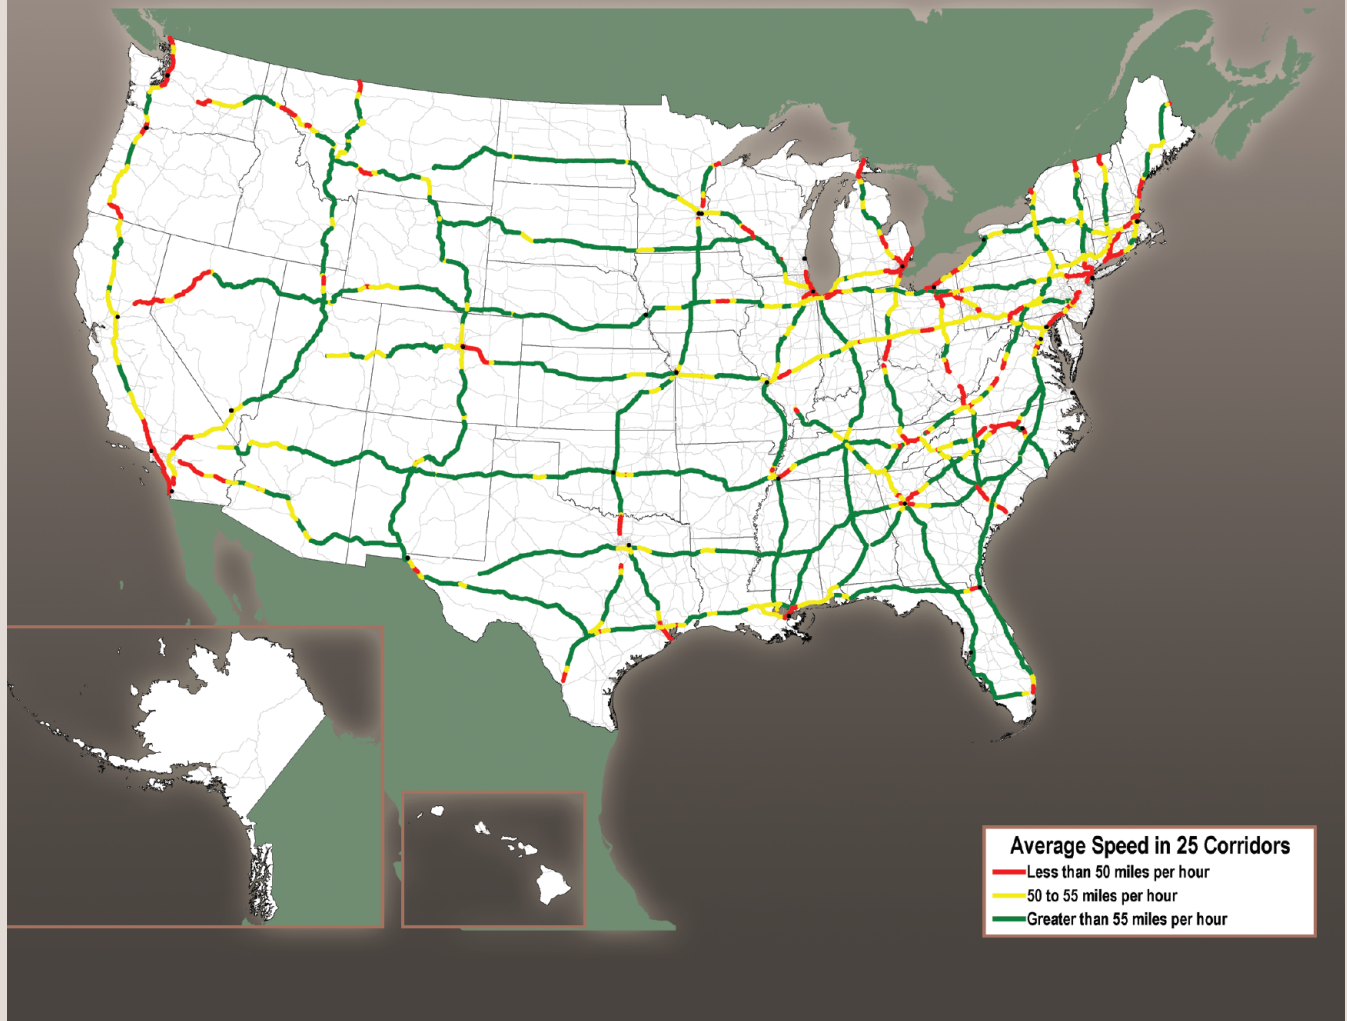 Average Speed in 25 Corridors
Less than 50 miles per hour
50 to 55 miles per hour
Greater than 55 miles per hour